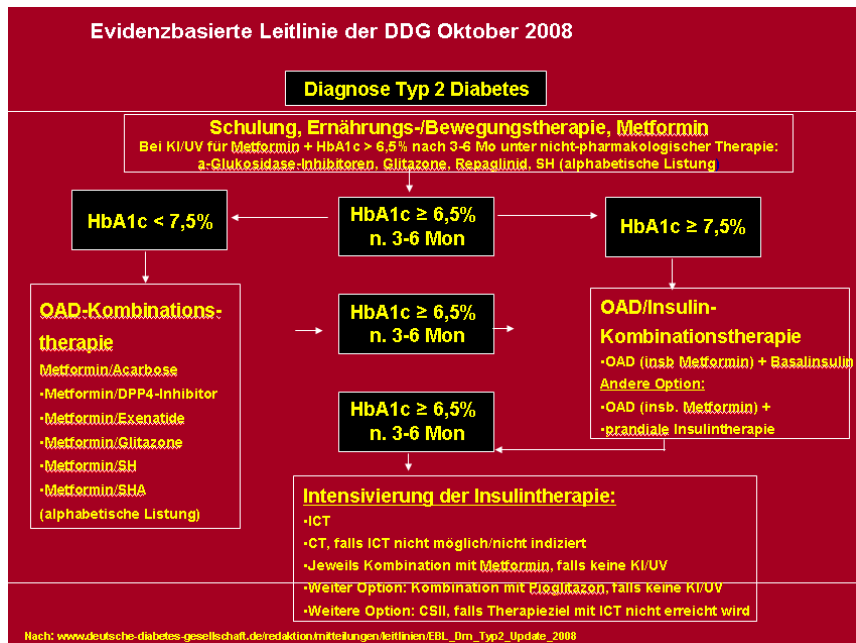 Evidenzbasierte Leitlinie der DDG Oktober 2008
Diagnose Typ 2 Diabetes
Schulung, Ernährungs-/Bewegungstherapie, Metformin
Bei KI/UV für Metformin + HbA1c > 6,5% nach 3-6 Mo unter nicht-pharmakologischer Therapie:
a-Glukosidase-Inhibitoren, Glitazone, Repaglinid, SH (alphabetische Listung)
HbA1c < 7,5%
HbA1c ≥ 6,5%
n. 3-6 Mon
HbA1c ≥ 7,5%
OAD-Kombinations-
therapie
Metformin/Acarbose
•Metformin/DPP4-Inhibitor
•Metformin/Exenatide
•Metformin/Glitazone
•Metformin/SH
•Metformin/SHA
(alphabetische Listung)
HbA1c ≥ 6,5%
n. 3-6 Mon
OAD/Insulin-
Kombinationstherapie
•OAD (insb Metformin) + Basalinsulin
Andere Option:
•OAD (insb. Metformin) +
•prandiale Insulintherapie
HbA1c ≥ 6,5%
n. 3-6 Mon
Intensivierung der Insulintherapie:
•ICT
•CT, falls ICT nicht möglich/nicht indiziert
•Jeweils Kombination mit Metformin, falls keine KI/UV
•Weiter Option: Kombination mit Pioglitazon, falls keine KI/UV
•Weitere Option: CSII, falls Therapieziel mit ICT nicht erreicht wird
Nach: www.deutsche-diabetes-gesellschaft.de/redaktion/mitteilungen/leitlinien/EBL_Dm_Typ2_Update_2008